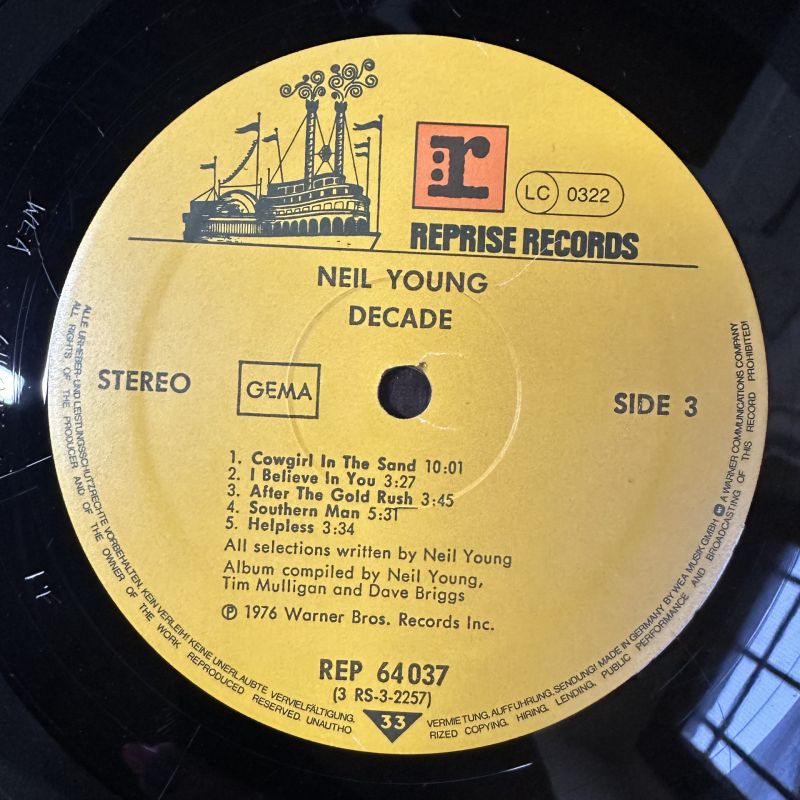 r
LC 0322
REPRISE RECORDS
NEIL YOUNG
DECADE
STEREO
GEMA
SIDE 3
1. Cowgirl In The Sand 10:01
2. I Believe In You 3:27
3. After The Gold Rush 3:45
4. Southern Man 5:31
5. Helpless 3:34
All selections written by Neil Young
Album compiled by Neil Young,
Tim Mulligan and Dave Briggs
℗ 1976 Warner Bros. Records Inc.
REP 64 037
(3 RS-3-2257)
33
ALLE URHEBER- UND LEISTUNGSSCHUTZRECHTE VORBEHALTEN. KEIN VERLEIH! KEINE UNERLAUBTE VERVIELFÄLTIGUNG, VERMIETUNG, AUFFÜHRUNG, SENDUNG! MADE IN GERMANY BY WEA MUSIK GMBH A WARNER COMMUNICATIONS COMPANY
ALL RIGHTS OF THE PRODUCER AND OF THE OWNER OF THE WORK REPRODUCED RESERVED. UNAUTHORIZED COPYING, HIRING, LENDING, PUBLIC PERFORMANCE AND BROADCASTING OF THIS RECORD PROHIBITED!
WEA